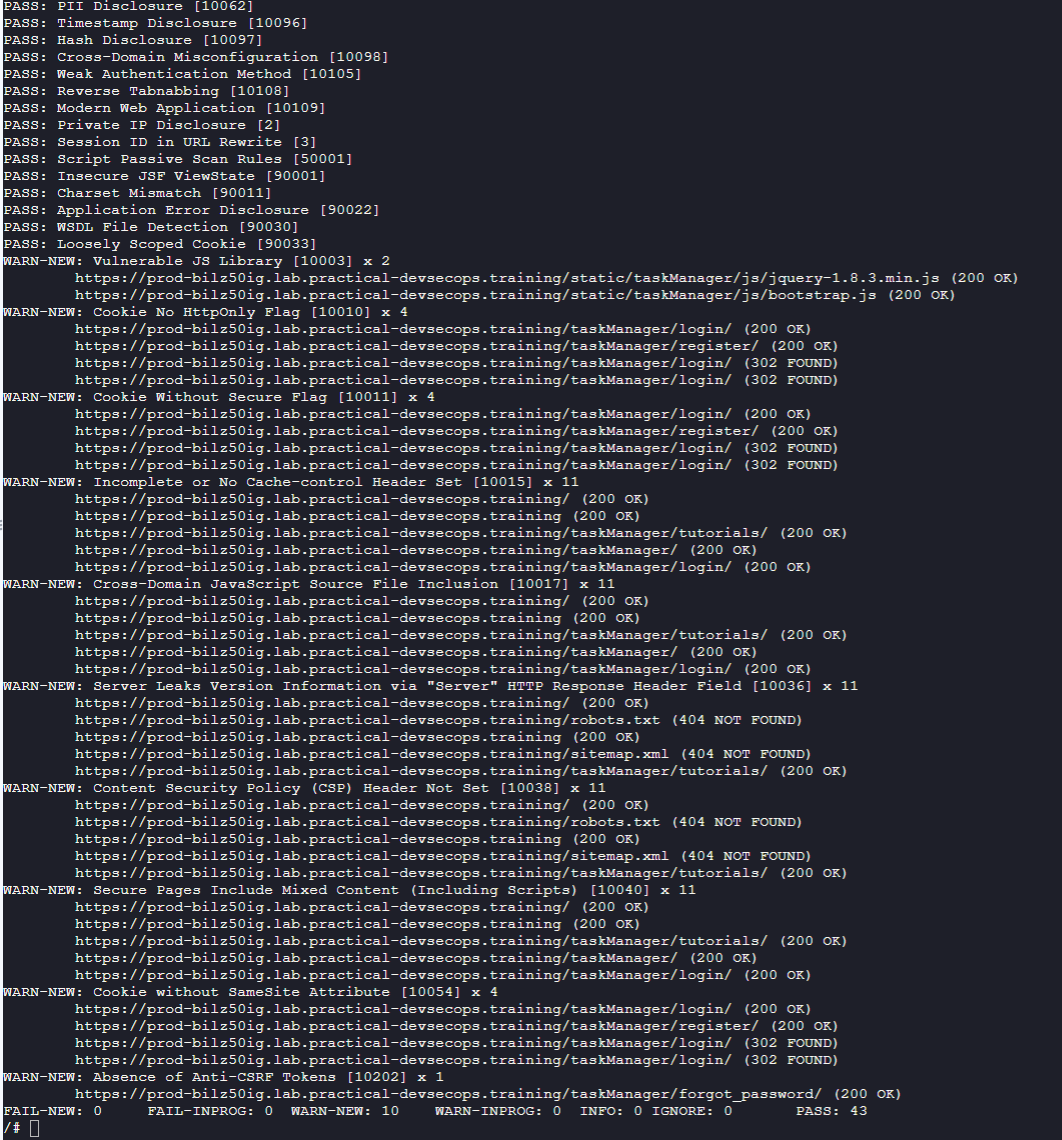 PASS: PII Disclosure [10062]
PASS: Timestamp Disclosure [10096]
PASS: Hash Disclosure [10097]
PASS: Cross-Domain Misconfiguration [10098]
PASS: Weak Authentication Method [10105]
PASS: Reverse Tabnabbing [10108]
PASS: Modern Web Application [10109]
PASS: Private IP Disclosure [2]
PASS: Session ID in URL Rewrite [3]
PASS: Script Passive Scan Rules [50001]
PASS: Insecure JSF ViewState [90001]
PASS: Charset Mismatch [90011]
PASS: Application Error Disclosure [90022]
PASS: WSDL File Detection [90030]
PASS: Loosely Scoped Cookie [90033]
WARN-NEW: Vulnerable JS Library [10003] x 2
https://prod-bilz50ig.lab.practical-devsecops.training/static/taskManager/js/jquery-1.8.3.min.js (200 OK)
https://prod-bilz50ig.lab.practical-devsecops.training/static/taskManager/js/bootstrap.js (200 OK)
WARN-NEW: Cookie No HttpOnly Flag [10010] x 4
https://prod-bilz50ig.lab.practical-devsecops.training/taskManager/login/ (200 OK)
https://prod-bilz50ig.lab.practical-devsecops.training/taskManager/register/ (200 OK)
https://prod-bilz50ig.lab.practical-devsecops.training/taskManager/login/ (302 FOUND)
https://prod-bilz50ig.lab.practical-devsecops.training/taskManager/login/ (302 FOUND)
WARN-NEW: Cookie Without Secure Flag [10011] x 4
https://prod-bilz50ig.lab.practical-devsecops.training/taskManager/login/ (200 OK)
https://prod-bilz50ig.lab.practical-devsecops.training/taskManager/register/ (200 OK)
https://prod-bilz50ig.lab.practical-devsecops.training/taskManager/login/ (302 FOUND)
https://prod-bilz50ig.lab.practical-devsecops.training/taskManager/login/ (302 FOUND)
WARN-NEW: Incomplete or No Cache-control Header Set [10015] x 11
https://prod-bilz50ig.lab.practical-devsecops.training/ (200 OK)
https://prod-bilz50ig.lab.practical-devsecops.training (200 OK)
https://prod-bilz50ig.lab.practical-devsecops.training/taskManager/tutorials/ (200 OK)
https://prod-bilz50ig.lab.practical-devsecops.training/taskManager/ (200 OK)
https://prod-bilz50ig.lab.practical-devsecops.training/taskManager/login/ (200 OK)
WARN-NEW: Cross-Domain JavaScript Source File Inclusion [10017] x 11
https://prod-bilz50ig.lab.practical-devsecops.training/ (200 OK)
https://prod-bilz50ig.lab.practical-devsecops.training (200 OK)
https://prod-bilz50ig.lab.practical-devsecops.training/taskManager/tutorials/ (200 OK)
https://prod-bilz50ig.lab.practical-devsecops.training/taskManager/ (200 OK)
https://prod-bilz50ig.lab.practical-devsecops.training/taskManager/login/ (200 OK)
WARN-NEW: Server Leaks Version Information via "Server" HTTP Response Header Field [10036] x 11
https://prod-bilz50ig.lab.practical-devsecops.training/ (200 OK)
https://prod-bilz50ig.lab.practical-devsecops.training/robots.txt (404 NOT FOUND)
https://prod-bilz50ig.lab.practical-devsecops.training (200 OK)
https://prod-bilz50ig.lab.practical-devsecops.training/sitemap.xml (404 NOT FOUND)
https://prod-bilz50ig.lab.practical-devsecops.training/taskManager/tutorials/ (200 OK)
WARN-NEW: Content Security Policy (CSP) Header Not Set [10038] x 11
https://prod-bilz50ig.lab.practical-devsecops.training/ (200 OK)
https://prod-bilz50ig.lab.practical-devsecops.training/robots.txt (404 NOT FOUND)
https://prod-bilz50ig.lab.practical-devsecops.training (200 OK)
https://prod-bilz50ig.lab.practical-devsecops.training/sitemap.xml (404 NOT FOUND)
https://prod-bilz50ig.lab.practical-devsecops.training/taskManager/tutorials/ (200 OK)
WARN-NEW: Secure Pages Include Mixed Content (Including Scripts) [10040] x 11
https://prod-bilz50ig.lab.practical-devsecops.training/ (200 OK)
https://prod-bilz50ig.lab.practical-devsecops.training (200 OK)
https://prod-bilz50ig.lab.practical-devsecops.training/taskManager/tutorials/ (200 OK)
https://prod-bilz50ig.lab.practical-devsecops.training/taskManager/ (200 OK)
https://prod-bilz50ig.lab.practical-devsecops.training/taskManager/login/ (200 OK)
WARN-NEW: Cookie without SameSite Attribute [10054] x 4
https://prod-bilz50ig.lab.practical-devsecops.training/taskManager/login/ (200 OK)
https://prod-bilz50ig.lab.practical-devsecops.training/taskManager/register/ (200 OK)
https://prod-bilz50ig.lab.practical-devsecops.training/taskManager/login/ (302 FOUND)
https://prod-bilz50ig.lab.practical-devsecops.training/taskManager/login/ (302 FOUND)
WARN-NEW: Absence of Anti-CSRF Tokens [10202] x 1
https://prod-bilz50ig.lab.practical-devsecops.training/taskManager/forgot_password/ (200 OK)
FAIL-NEW: 0 FAIL-INPROG: 0 WARN-NEW: 10 WARN-INPROG: 0 INFO: 0 IGNORE: 0 PASS: 43
/#